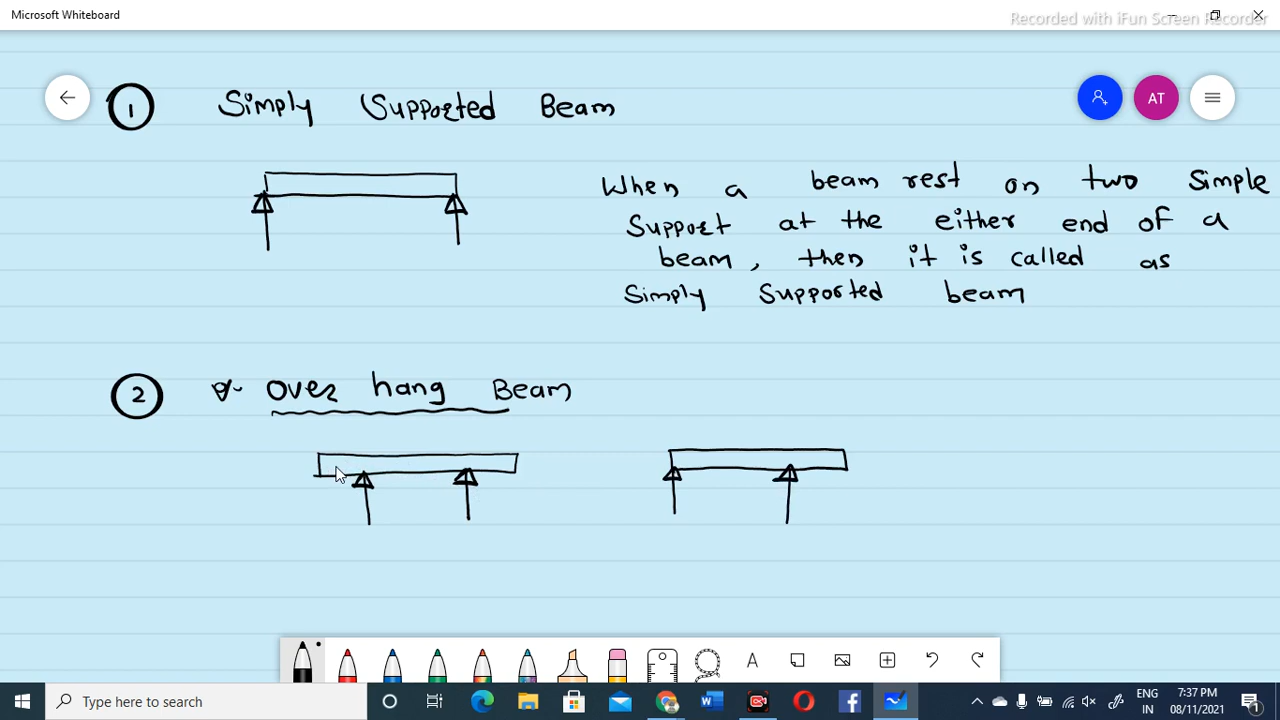 Microsoft Whiteboard
Recorded with iFun Screen Recorder
1 Simply Supported Beam
AT
When a beam rest on two Simple
Support at the either end of a
beam, then it is called as
Simply Supported beam
2 Over hang Beam
A
Type here to search
ENG
IN
7:37 PM
08/11/2021
1